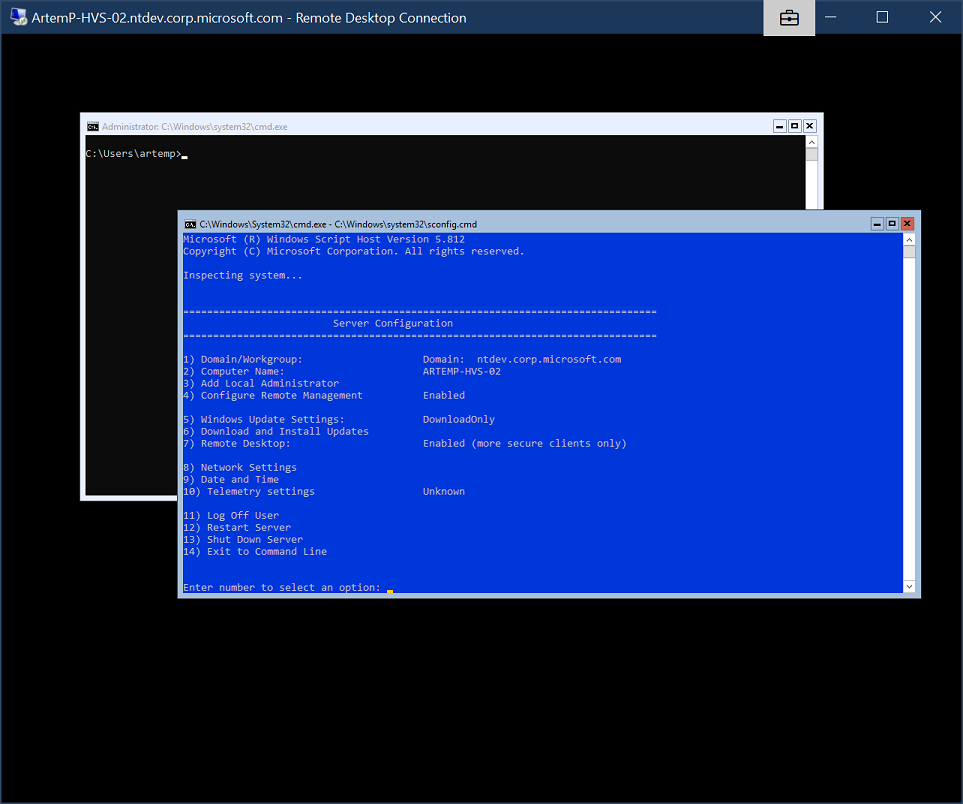 ArtemP-HVS-02.ntdev.corp.microsoft.com - Remote Desktop Connection
Administrator: C:\Windows\system32\cmd.exe
C:\Users\artemp>
C:\Windows\System32\cmd.exe - C:\Windows\system32\sconfig.cmd
Microsoft (R) Windows Script Host Version 5.812
Copyright (C) Microsoft Corporation. All rights reserved.
Inspecting system...
===============================================================================
Server Configuration
===============================================================================
1) Domain/Workgroup: Domain: ntdev.corp.microsoft.com
2) Computer Name: ARTEMP-HVS-02
3) Add Local Administrator
4) Configure Remote Management Enabled
5) Windows Update Settings: DownloadOnly
6) Download and Install Updates
7) Remote Desktop: Enabled (more secure clients only)
8) Network Settings
9) Date and Time
10) Telemetry settings Unknown
11) Log Off User
12) Restart Server
13) Shut Down Server
14) Exit to Command Line
Enter number to select an option: